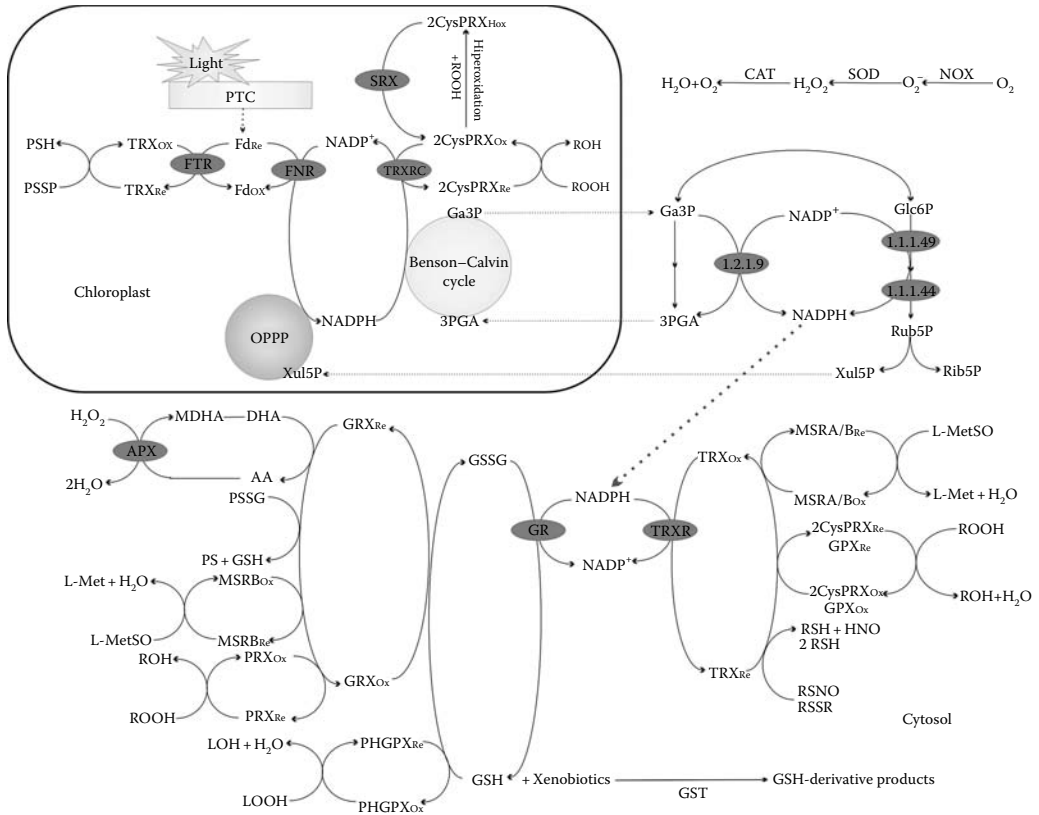 2CysPRXHox
Light
SRX
Hiperoxidation
+ROOH
PTC
H2O+O2
CAT
H2O2
SOD
O2−
NOX
O2
PSH
TRXOX
FdRe
NADP+
2CysPRXOx
ROH
FTR
FNR
TRXRC
PSSP
TRXRe
FdOX
2CysPRXRe
ROOH
Ga3P
Ga3P
NADP+
Glc6P
1.1.1.49
Benson–Calvin
cycle
1.2.1.9
Chloroplast
1.1.1.44
NADPH
3PGA
3PGA
NADPH
Rub5P
OPPP
Xul5P
Xul5P
Rib5P
H2O2
MDHA
DHA
GRXRe
MSRA/BRe
L-MetSO
APX
GSSG
TRXOx
2H2O
AA
NADPH
MSRA/BOx
L-Met + H2O
PSSG
GR
TRXR
2CysPRXRe
GPXRe
ROOH
PS + GSH
NADP+
L-Met + H2O
MSRBOx
2CysPRXOx
GPXOx
ROH+H2O
L-MetSO
MSRBRe
RSH + HNO
2 RSH
ROH
PRXOx
GRXOx
TRXRe
RSNO
RSSR
ROOH
PRXRe
Cytosol
LOH + H2O
PHGPXRe
GSH
+ Xenobiotics
GST
GSH-derivative products
LOOH
PHGPXOx